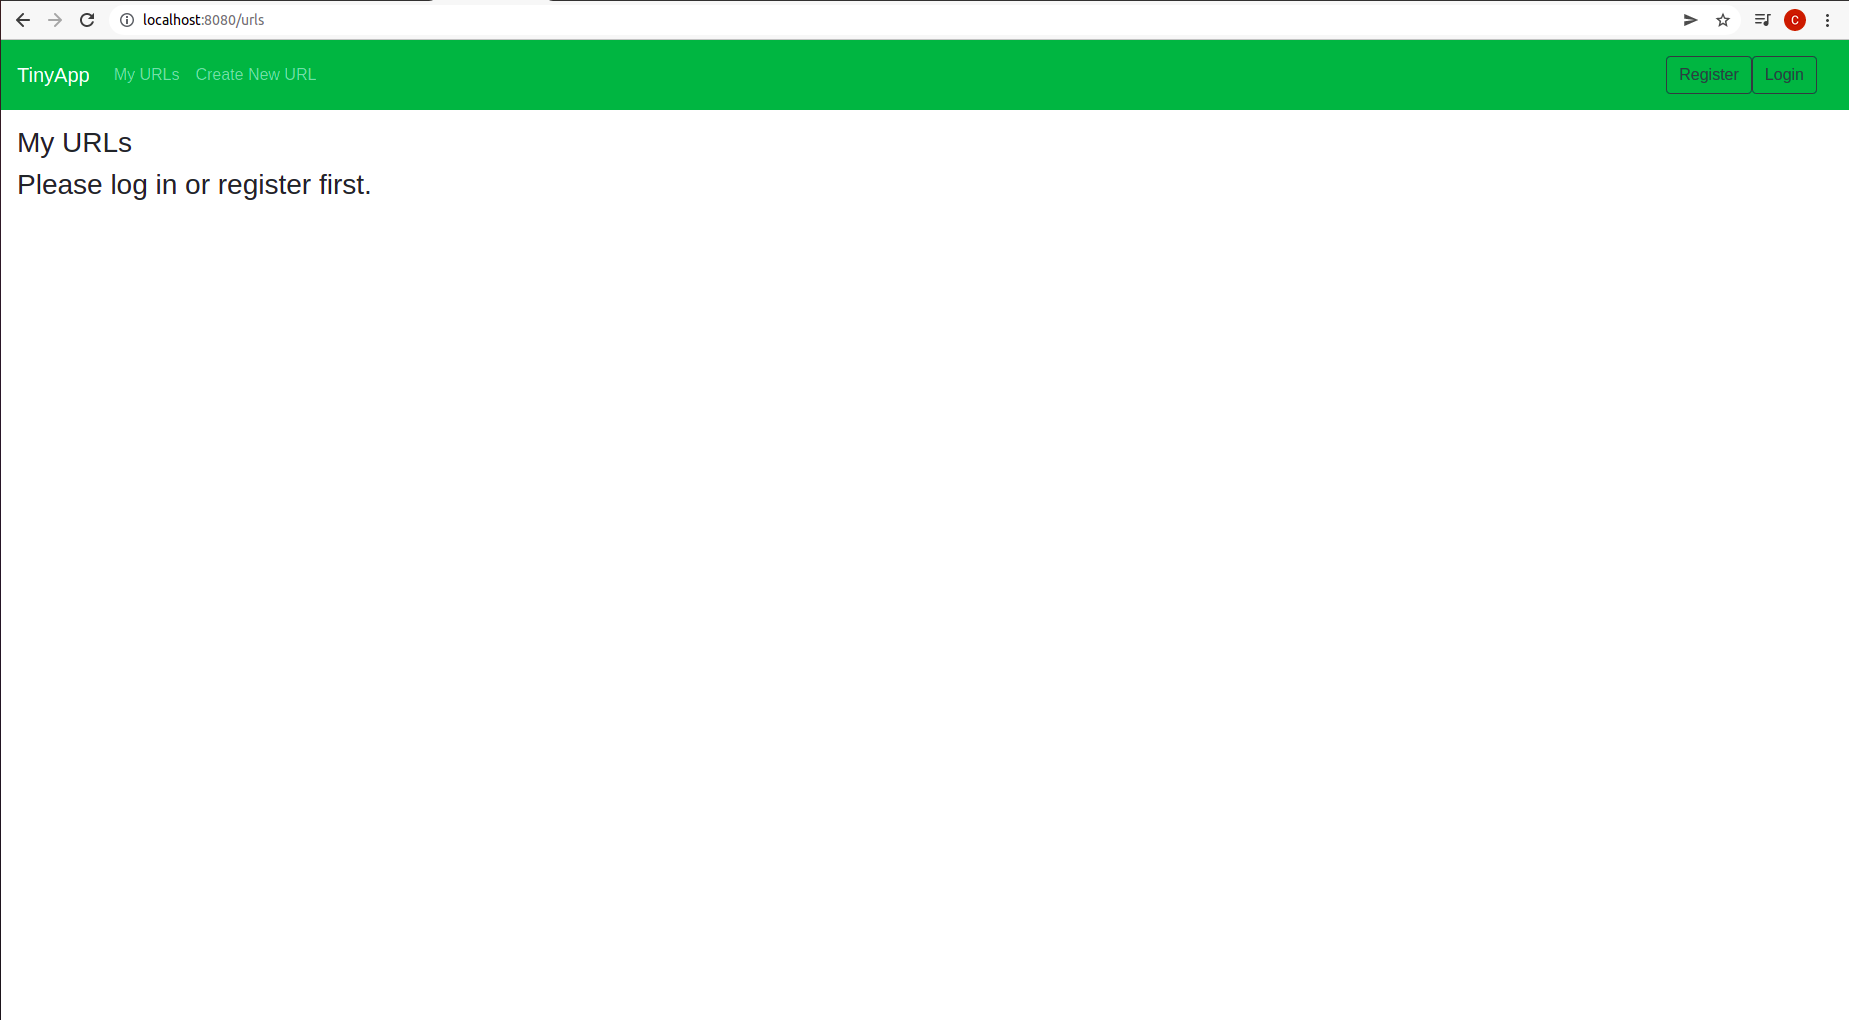 localhost:8080/urls
C
TinyApp My URLs Create New URL Register Login
My URLs
Please log in or register first.